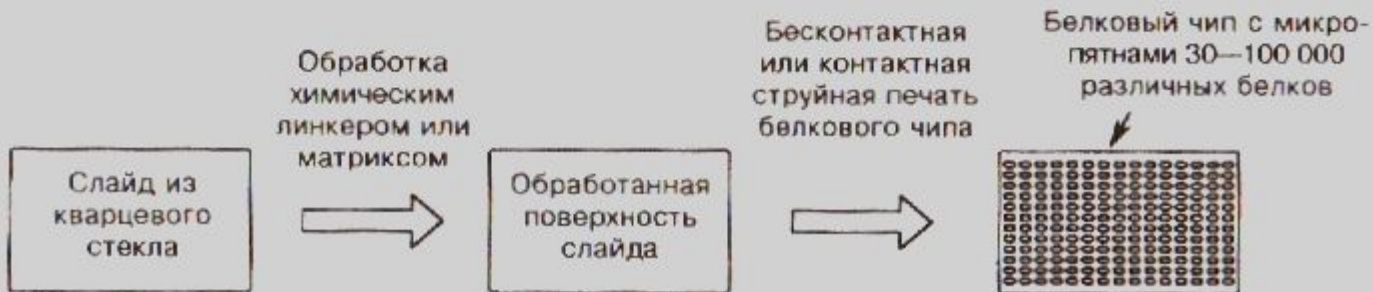 Слайд из
кварцевого
стекла
Обработка
химическим
линкером или
матриксом
Обработанная
поверхность
слайда
Бесконтактная
или контактная
струйная печать
белкового чипа
Белковый чип с микро-
пятнами 30—100 000
различных белков